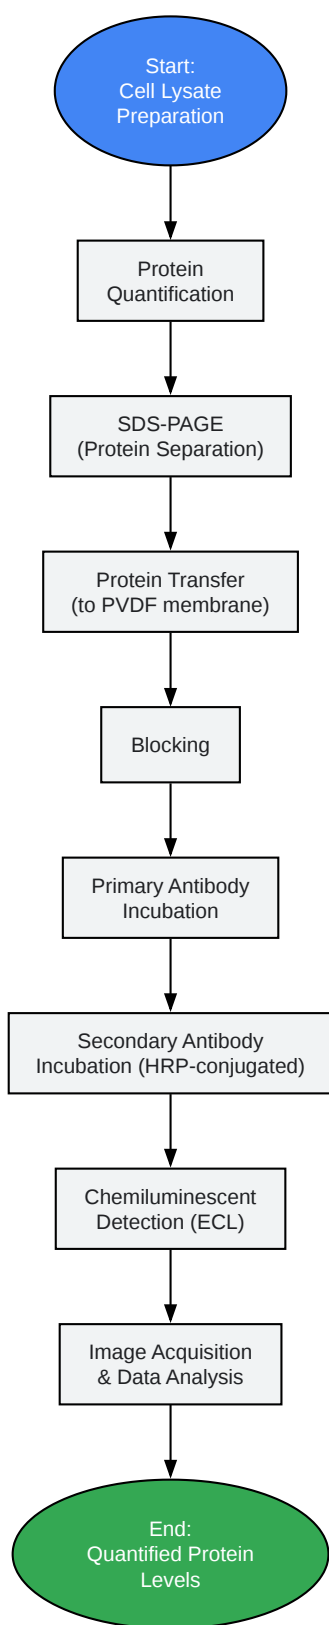 Start:
Cell Lysate
Preparation
Protein
Quantification
SDS-PAGE
(Protein Separation)
Protein Transfer
(to PVDF membrane)
Blocking
Primary Antibody
Incubation
Secondary Antibody
Incubation (HRP-conjugated)
Chemiluminescent
Detection (ECL)
Image Acquisition
& Data Analysis
End:
Quantified Protein
Levels